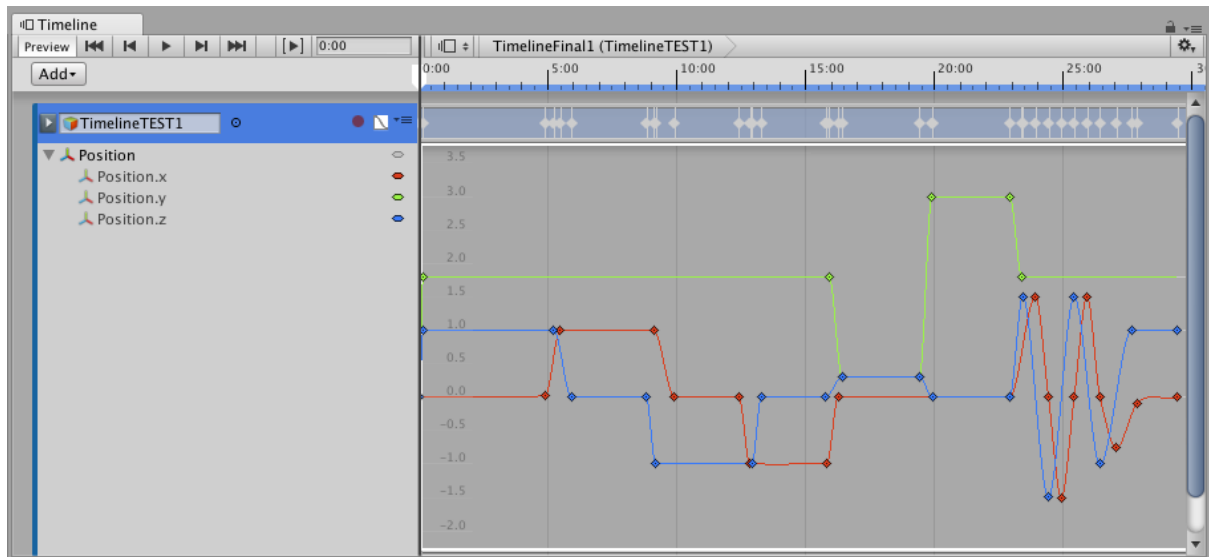 Timeline
Preview 0:00 TimelineFinal1 (TimelineTEST1)
Add
0:00 5:00 10:00 15:00 20:00 25:00 3
TimelineTEST1
Position
Position.x
Position.y
Position.z
3.5
3.0
2.5
2.0
1.5
1.0
0.5
0.0
−0.5
−1.0
−1.5
−2.0